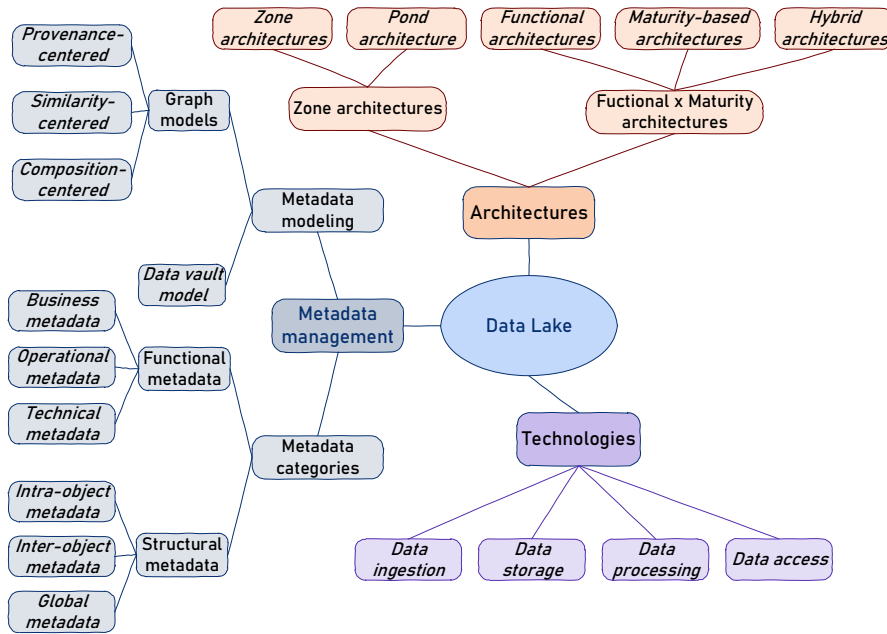 Zone
architectures
Pond
architecture
Functional
architectures
Maturity-based
architectures
Hybrid
architectures
Provenance-
centered
Similarity-
centered
Composition-
centered
Graph
models
Zone architectures
Fuctional x Maturity
architectures
Metadata
modeling
Architectures
Data vault
model
Metadata
management
Data Lake
Business
metadata
Operational
metadata
Technical
metadata
Functional
metadata
Metadata
categories
Technologies
Intra-object
metadata
Inter-object
metadata
Global
metadata
Structural
metadata
Data
ingestion
Data
storage
Data
processing
Data access